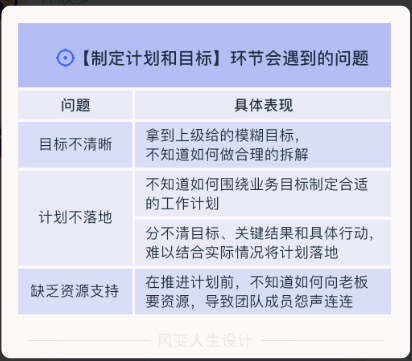 【制定计划和目标】环节会遇到的问题
问题 具体表现
目标不清晰
拿到上级给的模糊目标，
不知道如何做合理的拆解
计划不落地
不知道如何围绕业务目标制定合适
的工作计划
分不清目标、关键结果和具体行动，
难以结合实际情况将计划落地
缺乏资源支持
在推进计划前，不知道如何向老板
要资源，导致团队成员怨声连连
风变人生设计